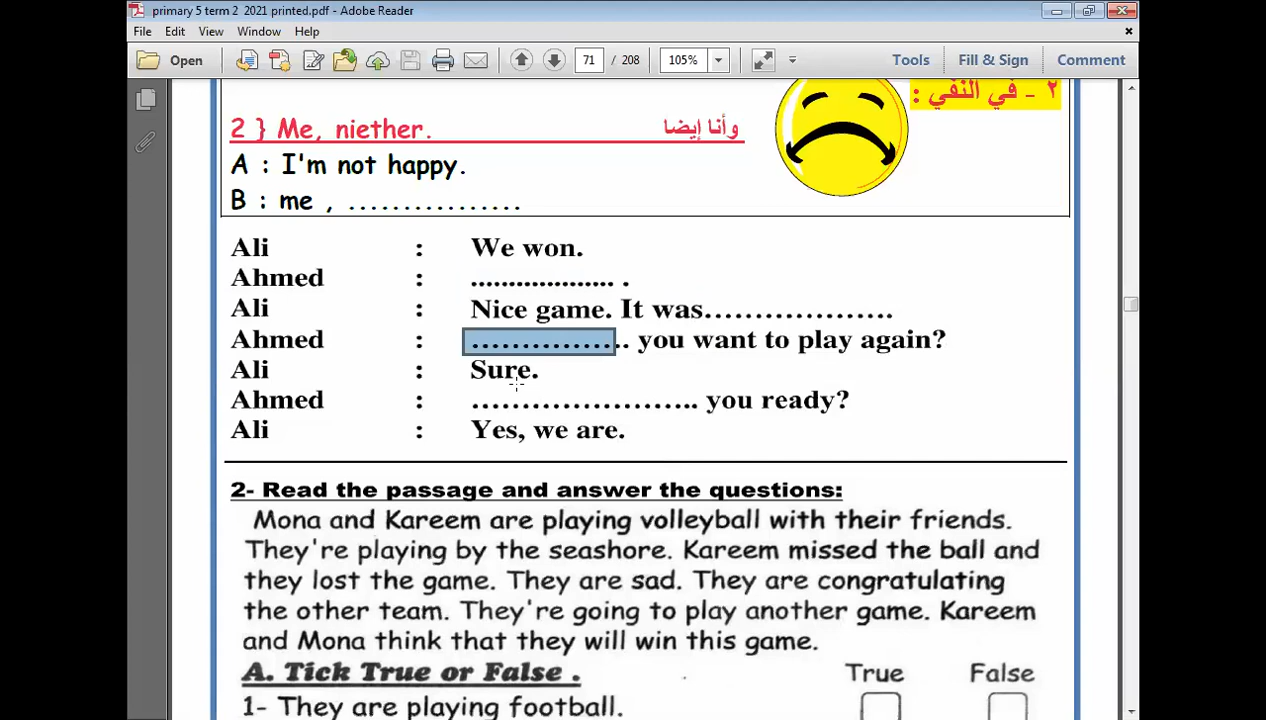 primary 5 term 2 2021 printed.pdf - Adobe Reader
File Edit View Window Help
Open 71 / 208 105% Tools Fill & Sign Comment
٢ - في النفي :
2 } Me, niether. وأنا إيضا
A : I'm not happy.
B : me , ...............
Ali : We won.
Ahmed : ................... .
Ali : Nice game. It was……………….
Ahmed : …………….. you want to play again?
Ali : Sure.
Ahmed : …………………….. you ready?
Ali : Yes, we are.
2- Read the passage and answer the questions:
Mona and Kareem are playing volleyball with their friends.
They're playing by the seashore. Kareem missed the ball and
they lost the game. They are sad. They are congratulating
the other team. They're going to play another game. Kareem
and Mona think that they will win this game.
A. Tick True or False . True False
1- They are playing football.